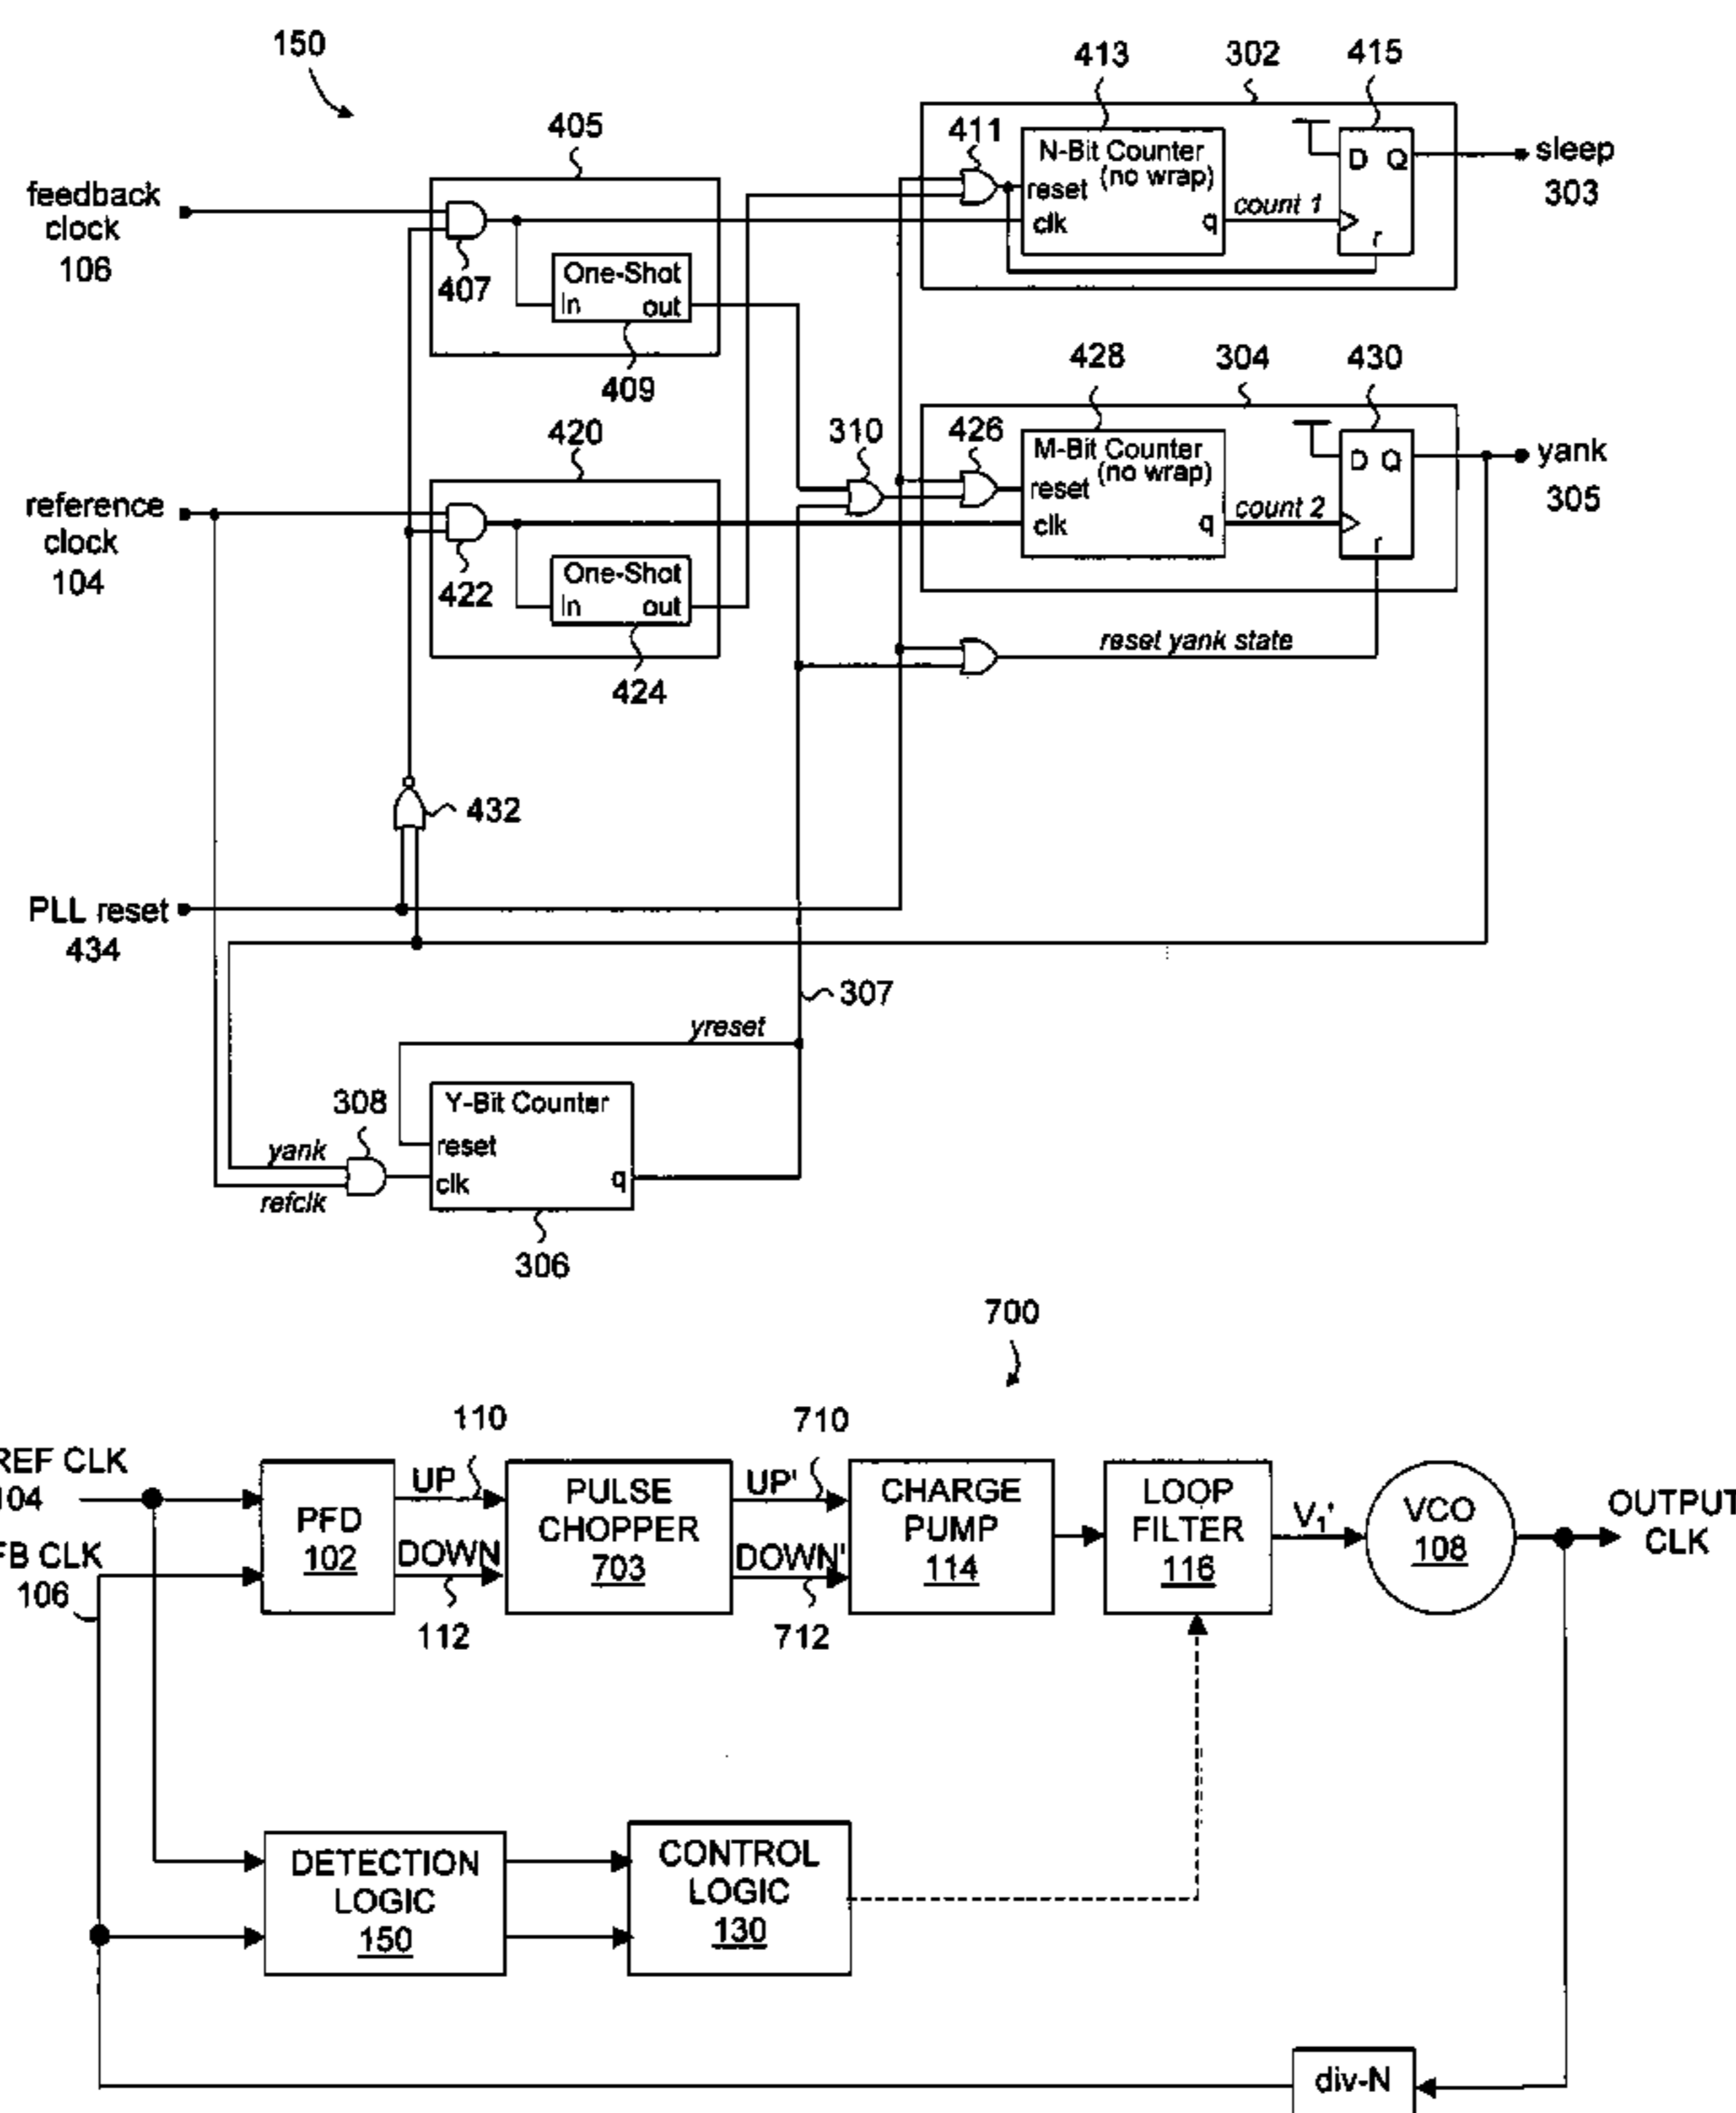 150
413
302
415
405
411
N-Bit Counter
(no wrap)
reset
clk
q
count 1
D Q
r
sleep
303
feedback
clock
106
407
One-Shot
In out
409
428
304
430
420
310
426
M-Bit Counter
(no wrap)
reset
clk
q
count 2
D Q
r
yank
305
reference
clock
104
422
One-Shot
In out
424
reset yank state
432
PLL reset
434
307
yreset
308
Y-Bit Counter
reset
clk
q
yank
refclk
306
700
REF CLK
104
FB CLK
106
PFD
102
UP
110
DOWN
112
PULSE
CHOPPER
703
UP'
710
DOWN'
712
CHARGE
PUMP
114
LOOP
FILTER
116
V1'
VCO
108
OUTPUT
CLK
DETECTION
LOGIC
150
CONTROL
LOGIC
130
div-N